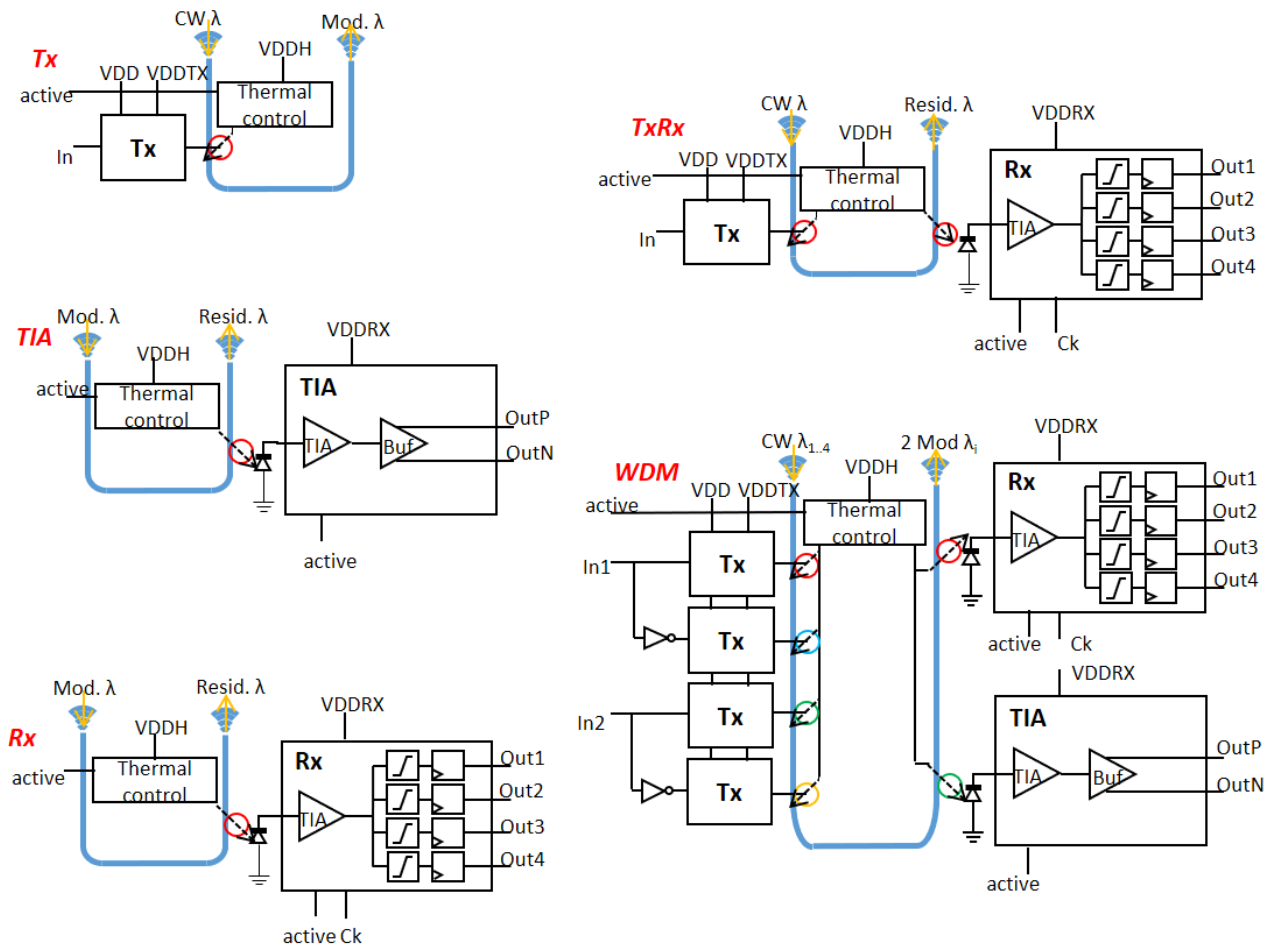 Tx
CW λ
Mod. λ
VDDH
VDD VDDTX
active
Thermal
control
In
Tx
TxRx
CW λ
Resid. λ
VDDRX
VDDH
VDD VDDTX
active
Thermal
control
In
Tx
Rx
TIA
Out1
Out2
Out3
Out4
active Ck
TIA
Mod. λ
Resid. λ
VDDRX
VDDH
active
Thermal
control
TIA
TIA
Buf
OutP
OutN
active
WDM
CW λ1..4
2 Mod λi
VDDRX
VDDH
VDD VDDTX
active
Thermal
control
In1
Tx
Tx
In2
Tx
Tx
Rx
TIA
Out1
Out2
Out3
Out4
active Ck
VDDRX
TIA
TIA
Buf
OutP
OutN
active
Rx
Mod. λ
Resid. λ
VDDRX
VDDH
active
Thermal
control
Rx
TIA
Out1
Out2
Out3
Out4
active Ck